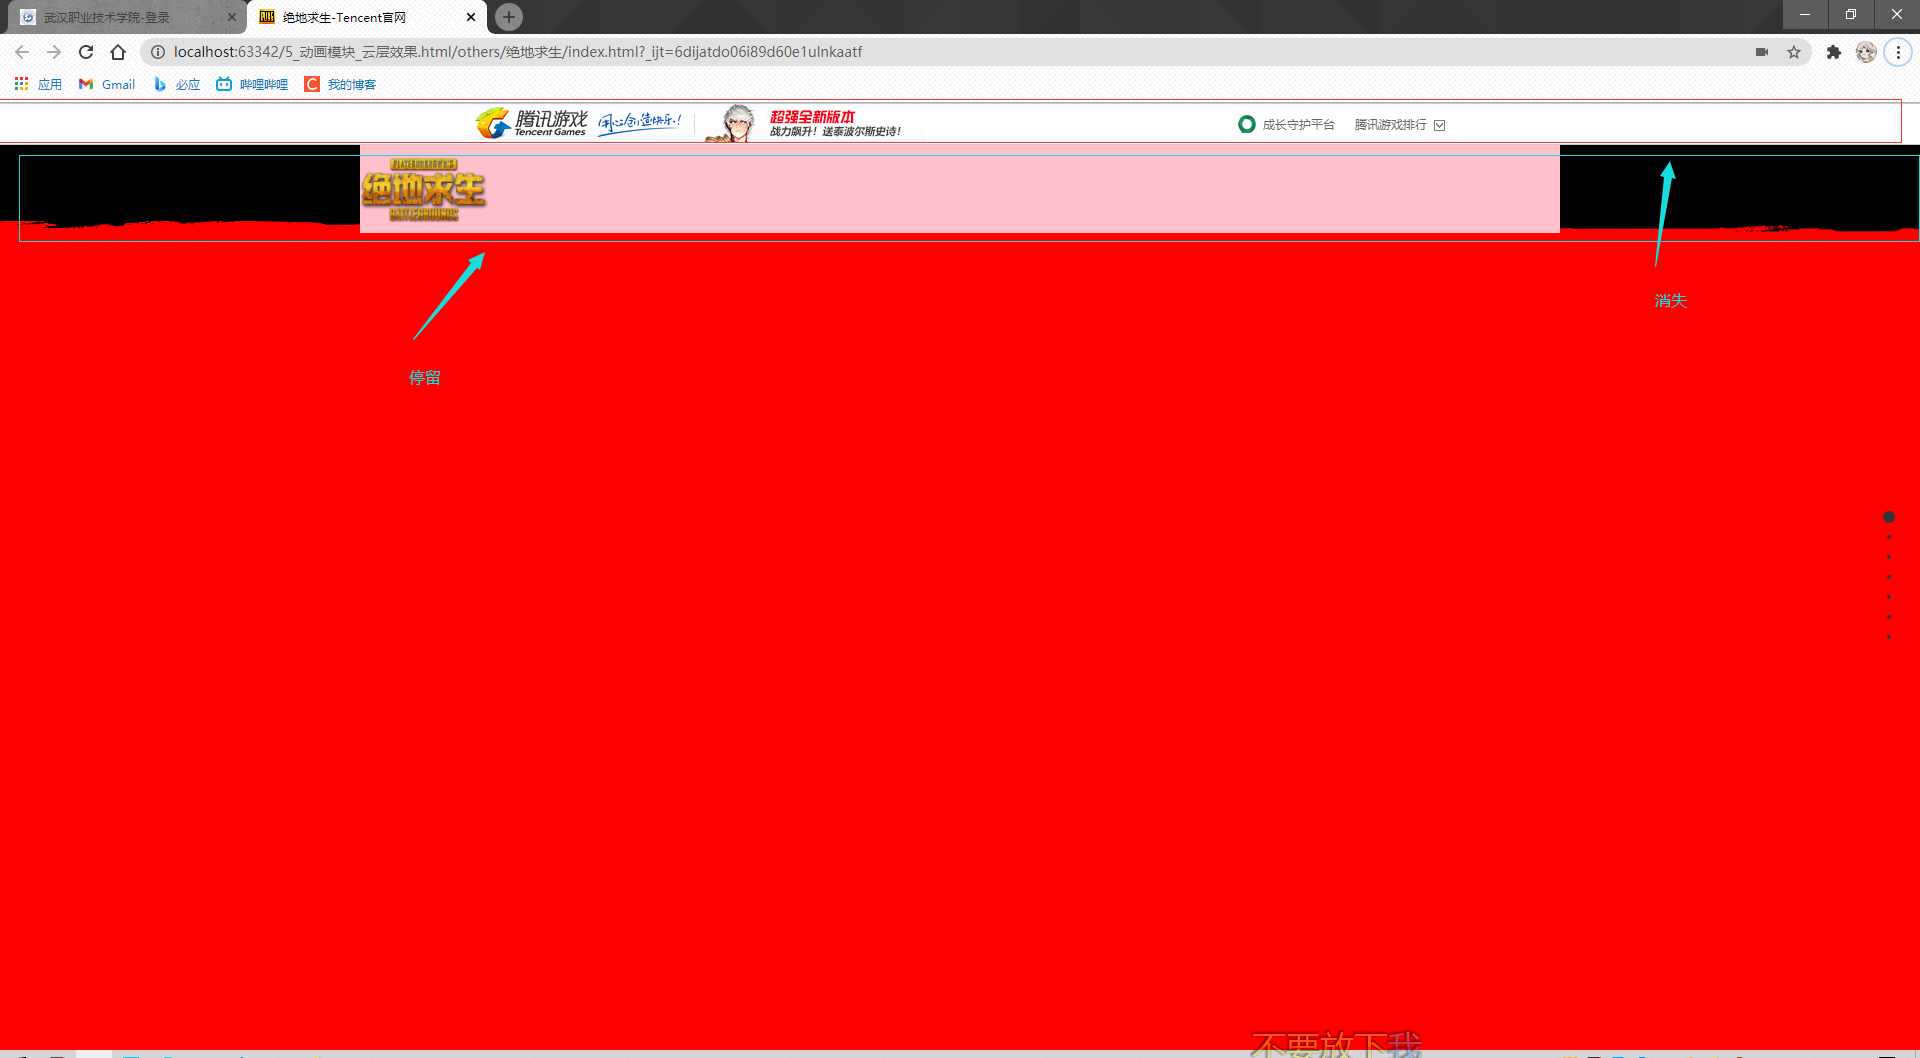 武汉职业技术学院-登录
绝地求生-Tencent官网
localhost:63342/5_动画模块_云层效果.html/others/绝地求生/index.html?_ijt=6dijatdo06i89d60e1ulnkaatf
应用
Gmail
必应
哔哩哔哩
C 我的博客
腾讯游戏
Tencent Games
用心创造快乐!
超强全新版本
战力飙升！送泰波尔斯史诗！
成长守护平台
腾讯游戏排行
PLAYERUNKNOWN'S
绝地求生
BATTLEGROUNDS
消失
停留
不要放下我